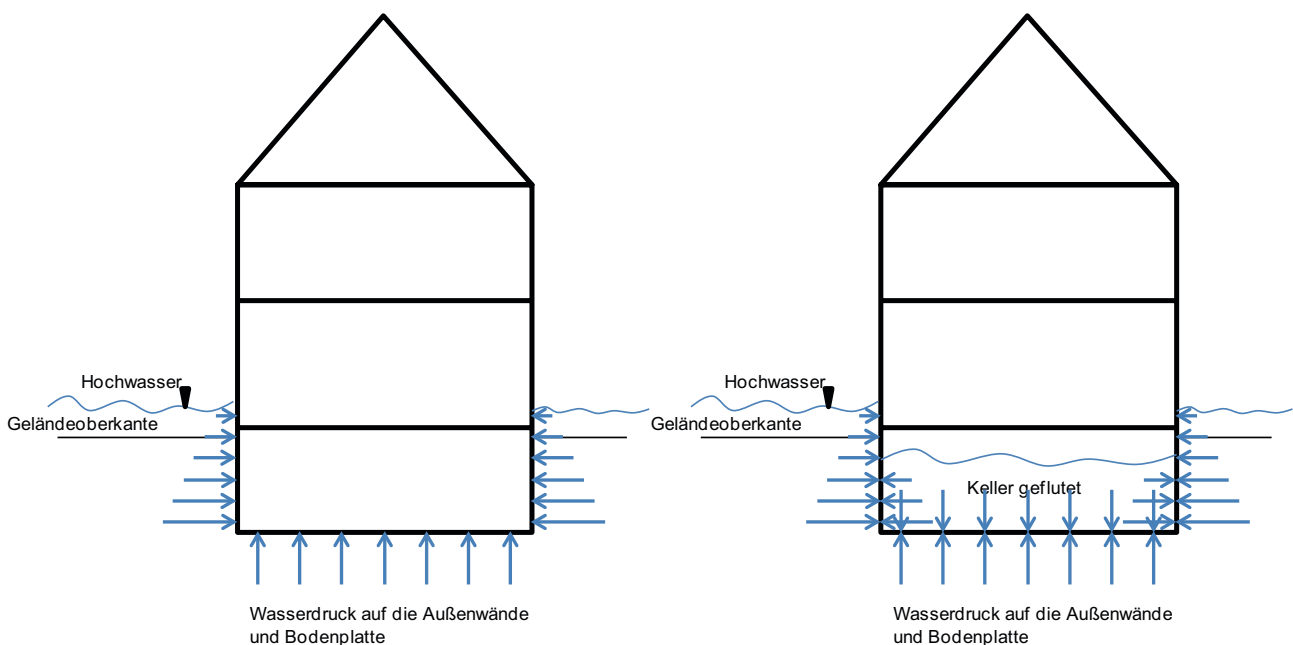 Hochwasser
Geländeoberkante
Wasserdruck auf die Außenwände
und Bodenplatte
Hochwasser
Geländeoberkante
Keller geflutet
Wasserdruck auf die Außenwände
und Bodenplatte